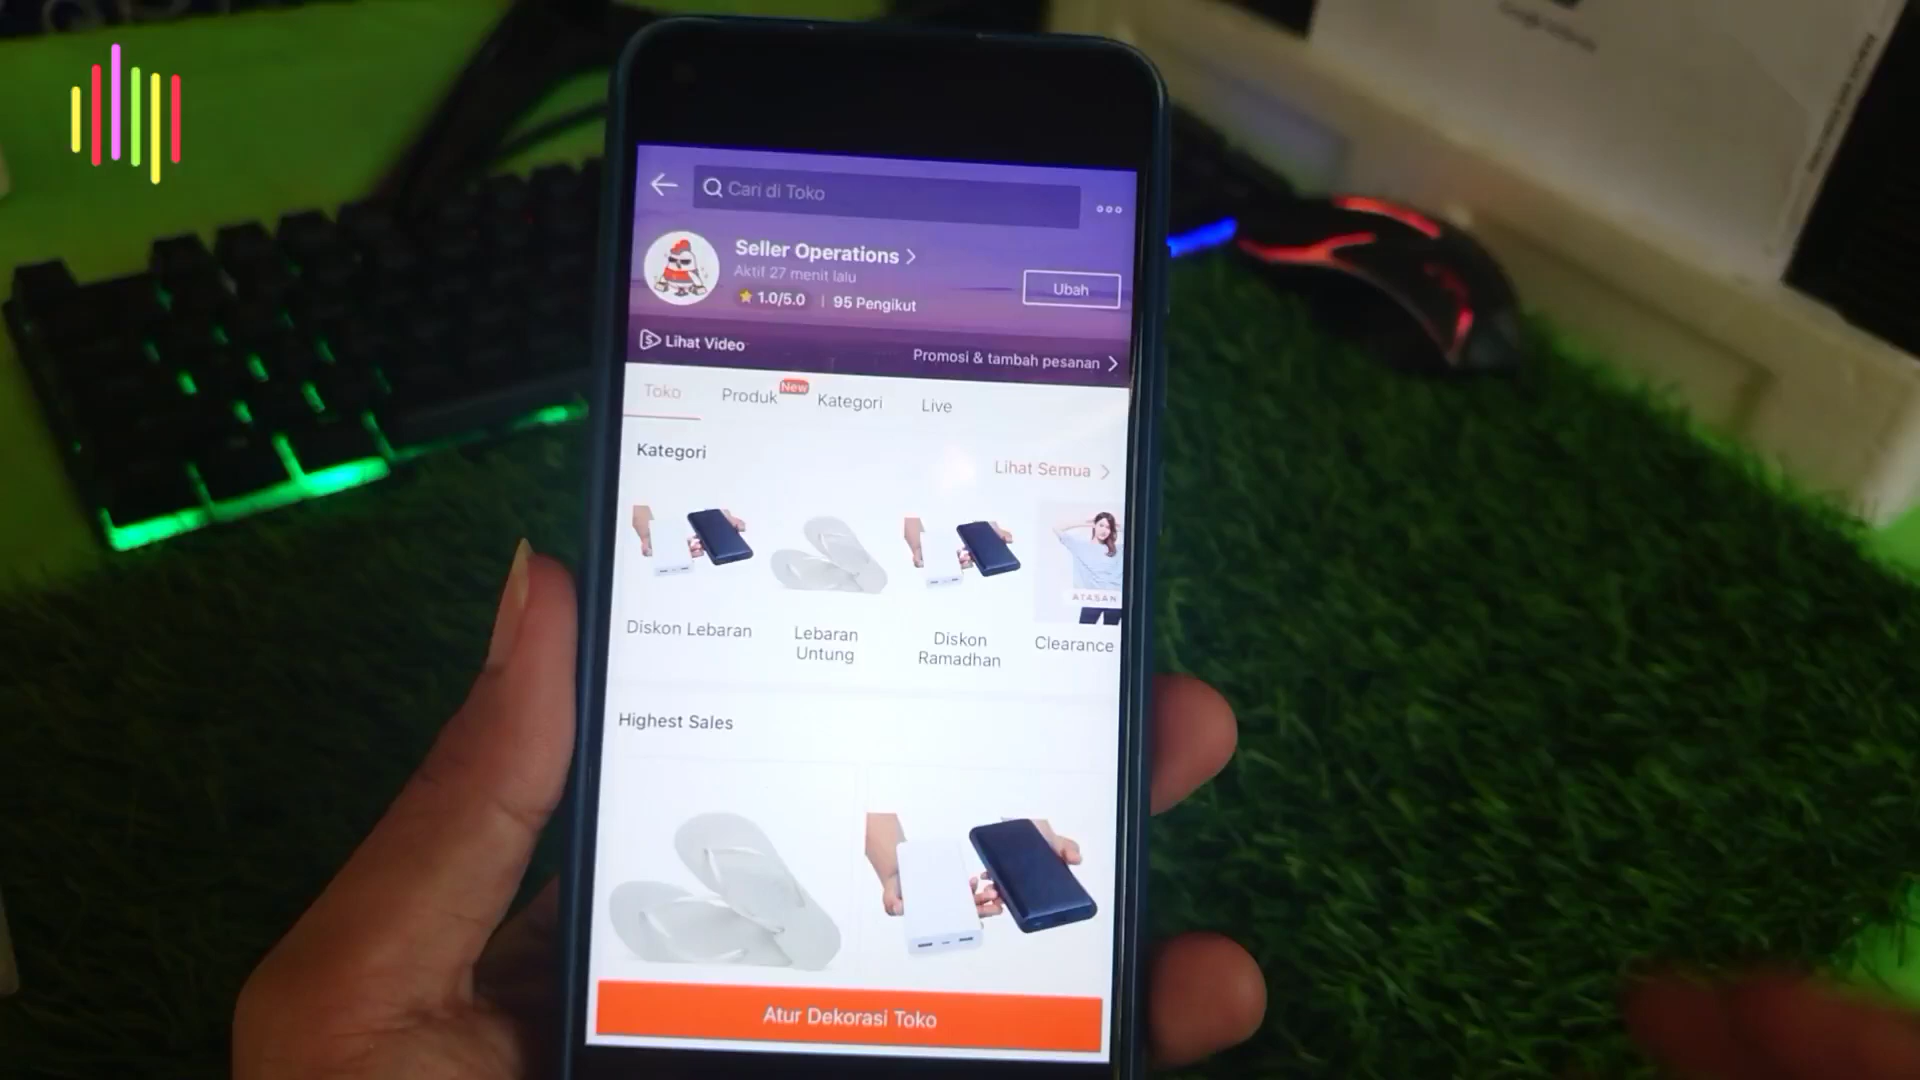 Cari di Toko
Seller Operations
Aktif 27 menit lalu
1.0/5.0 | 95 Pengikut
Ubah
Lihat Video
Promosi & tambah pesanan
Toko
Produk
New
Kategori
Live
Kategori
Lihat Semua
ATASAN
Diskon Lebaran
Lebaran
Untung
Diskon
Ramadhan
Clearance
Highest Sales
Atur Dekorasi Toko